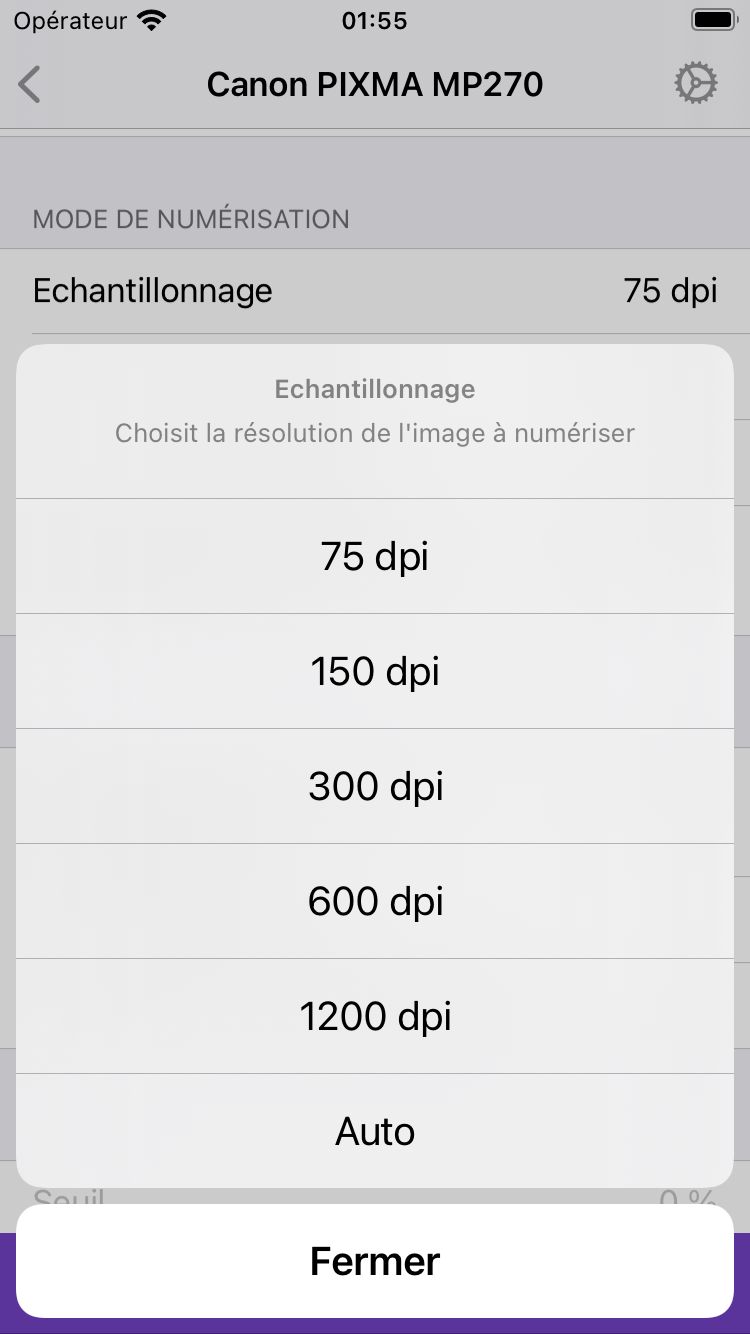 Opérateur 01:55
Canon PIXMA MP270
MODE DE NUMÉRISATION
Echantillonnage 75 dpi
Echantillonnage
Choisit la résolution de l'image à numériser
75 dpi
150 dpi
300 dpi
600 dpi
1200 dpi
Auto
Seuil 0 %
Fermer